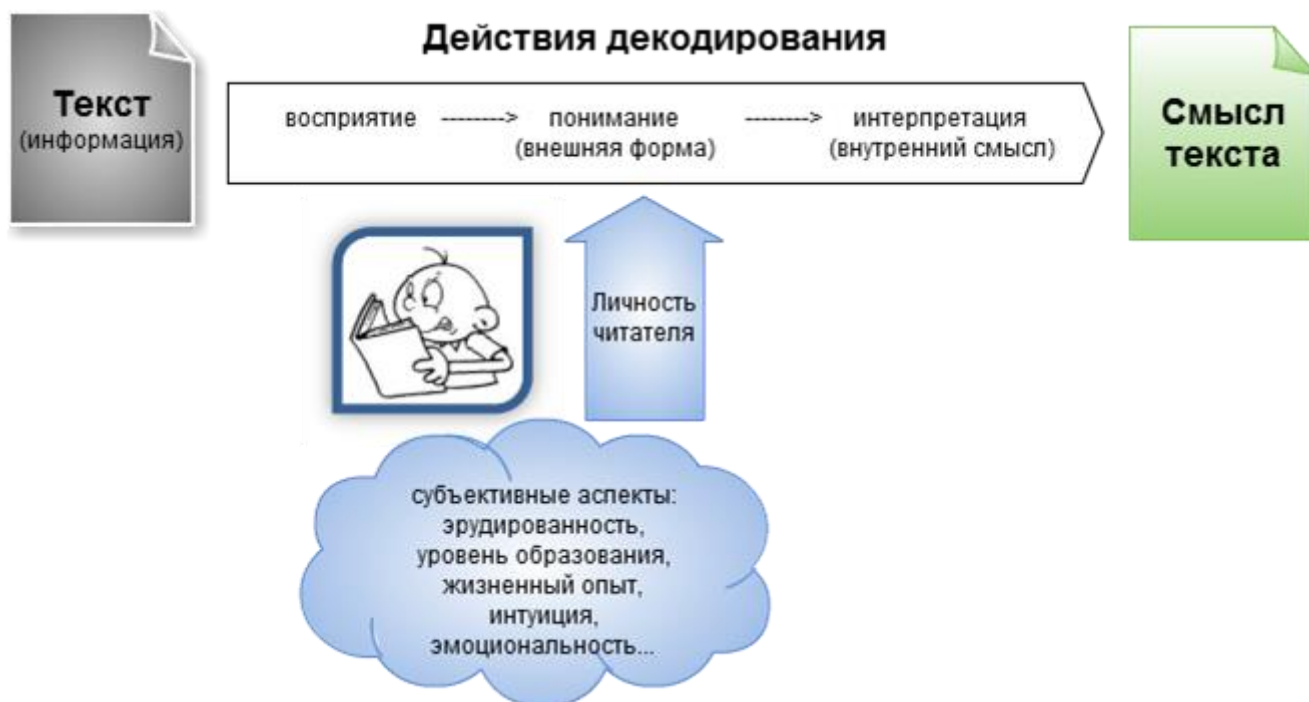 Действия декодирования
Текст
(информация)
восприятие --------> понимание --------> интерпретация
(внешняя форма) (внутренний смысл)
Смысл
текста
Личность
читателя
субъективные аспекты:
эрудированность,
уровень образования,
жизненный опыт,
интуиция,
эмоциональность...